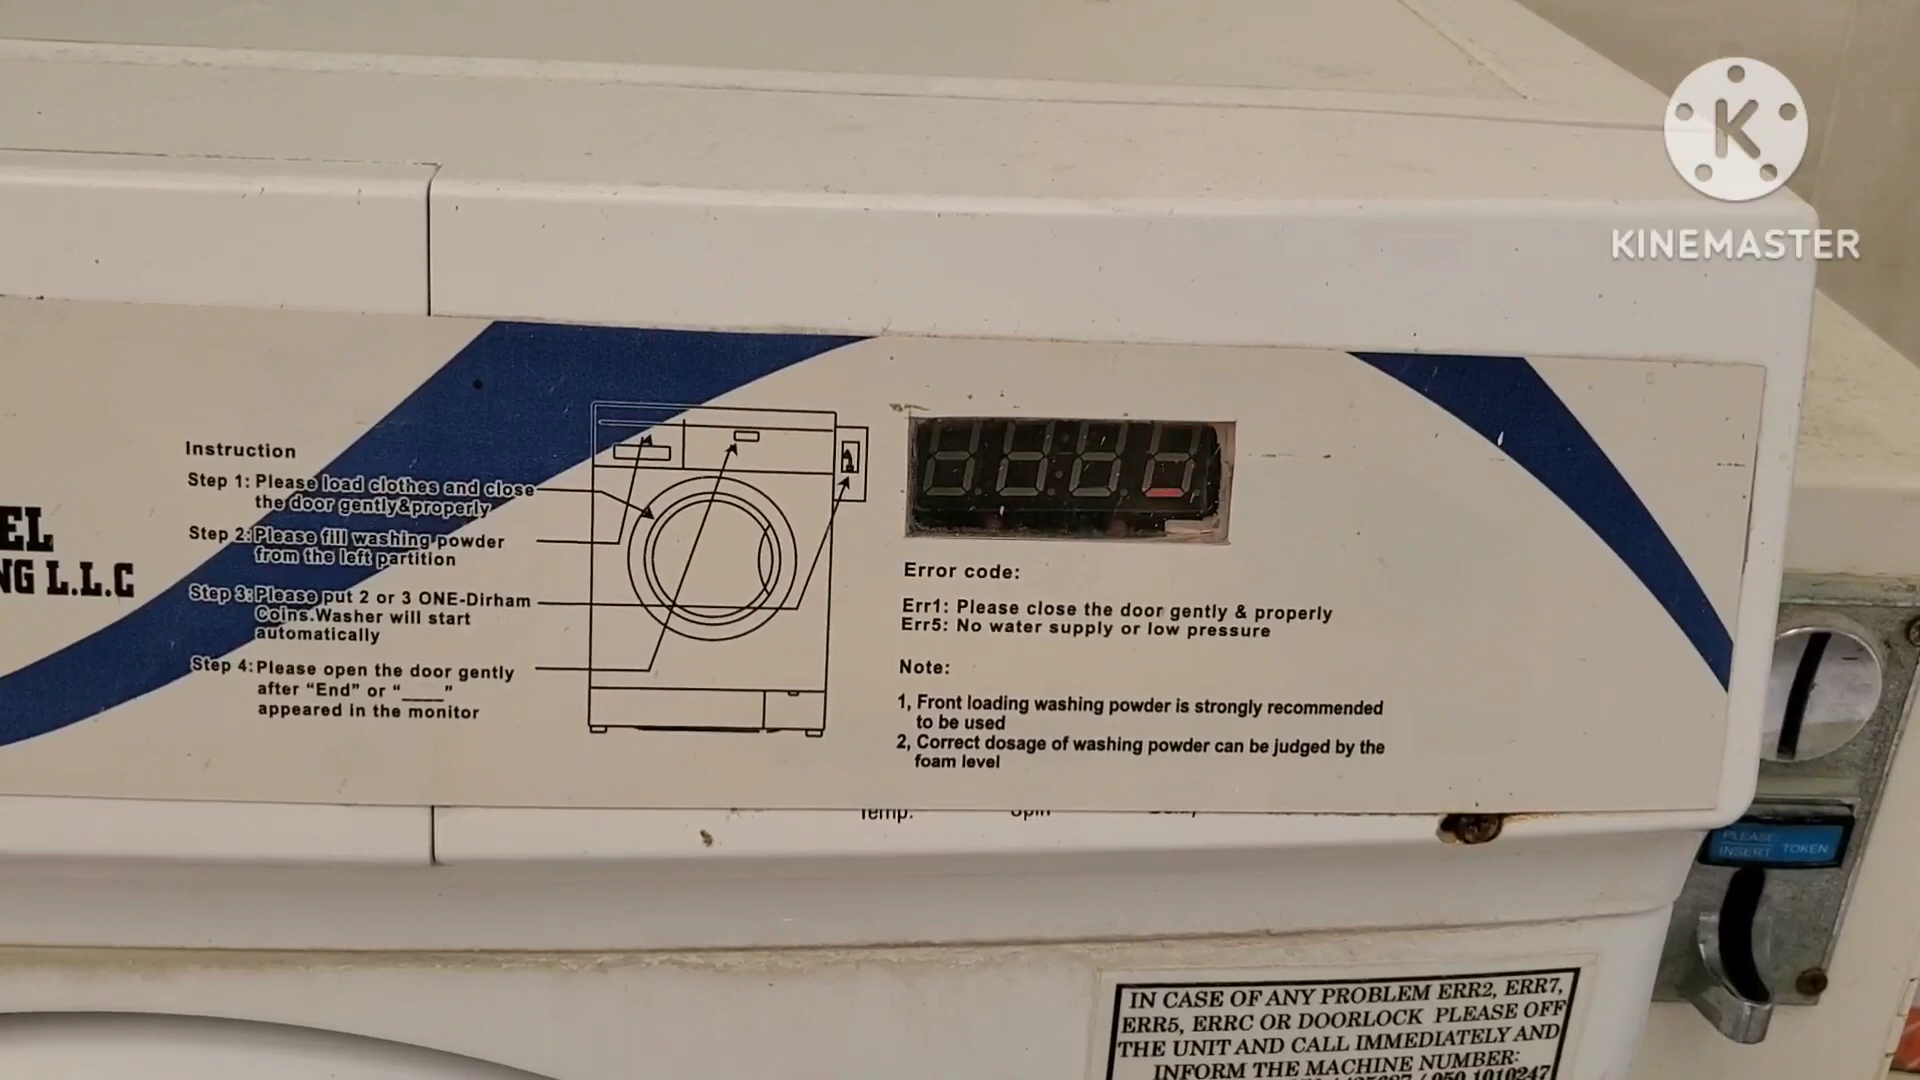 KINEMASTER
EL
NG L.L.C
Instruction
Step 1: Please load clothes and close
the door gently&properly
Step 2:Please fill washing powder
from the left partition
Step 3:Please put 2 or 3 ONE-Dirham
Coins.Washer will start
automatically
Step 4:Please open the door gently
after “End” or “____”
appeared in the monitor
Error code:
Err1: Please close the door gently & properly
Err5: No water supply or low pressure
Note:
1, Front loading washing powder is strongly recommended
to be used
2, Correct dosage of washing powder can be judged by the
foam level
Temp.
Spin
PLEASE
INSERT TOKEN
IN CASE OF ANY PROBLEM ERR2, ERR7,
ERR5, ERRC OR DOORLOCK PLEASE OFF
THE UNIT AND CALL IMMEDIATELY AND
INFORM THE MACHINE NUMBER:
/ 050 1010247